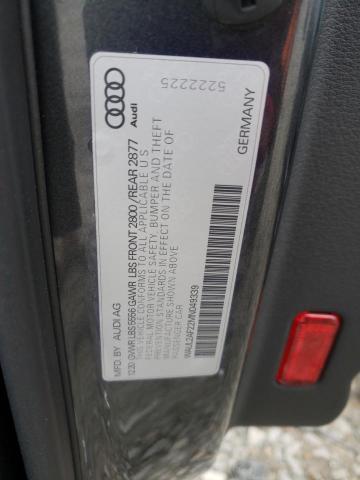 5222225
GERMANY
MFD. BY AUDI AG
12.20 GVWR LBS 5556 GAWR LBS FRONT 2800 / REAR 2877
THIS CAR CONFORMS TO ALL APPLICABLE U S
FEDERAL MOTOR VEHICLE SAFETY, BUMPER AND THEFT
PREVENTION STANDARDS IN EFFECT ON THE DATE OF
MANUFACTURE SHOWN ABOVE
WAUL2AF22MN049339
PASSENGER CAR